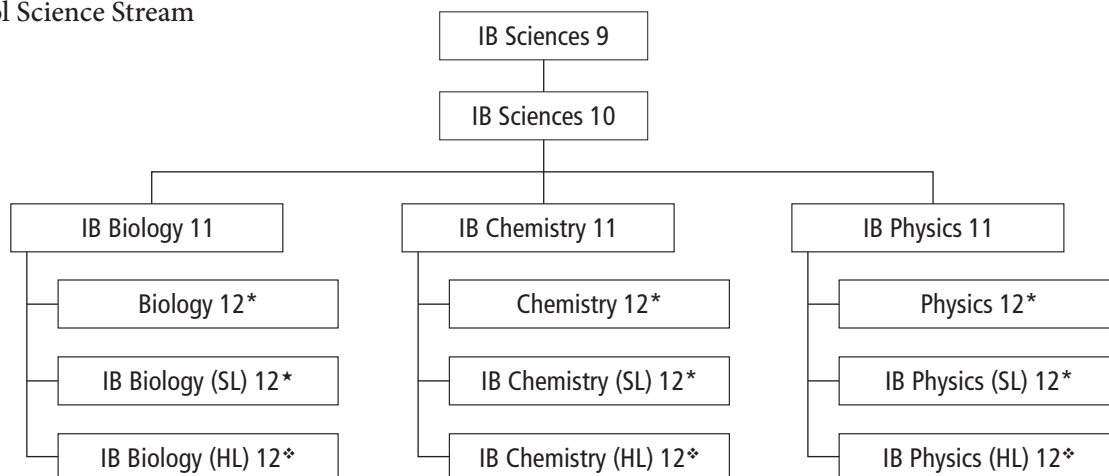 ol Science Stream
IB Sciences 9
IB Sciences 10
IB Biology 11
IB Chemistry 11
IB Physics 11
Biology 12*
Chemistry 12*
Physics 12*
IB Biology (SL) 12★
IB Chemistry (SL) 12*
IB Physics (SL) 12*
IB Biology (HL) 12❖
IB Chemistry (HL) 12❖
IB Physics (HL) 12❖